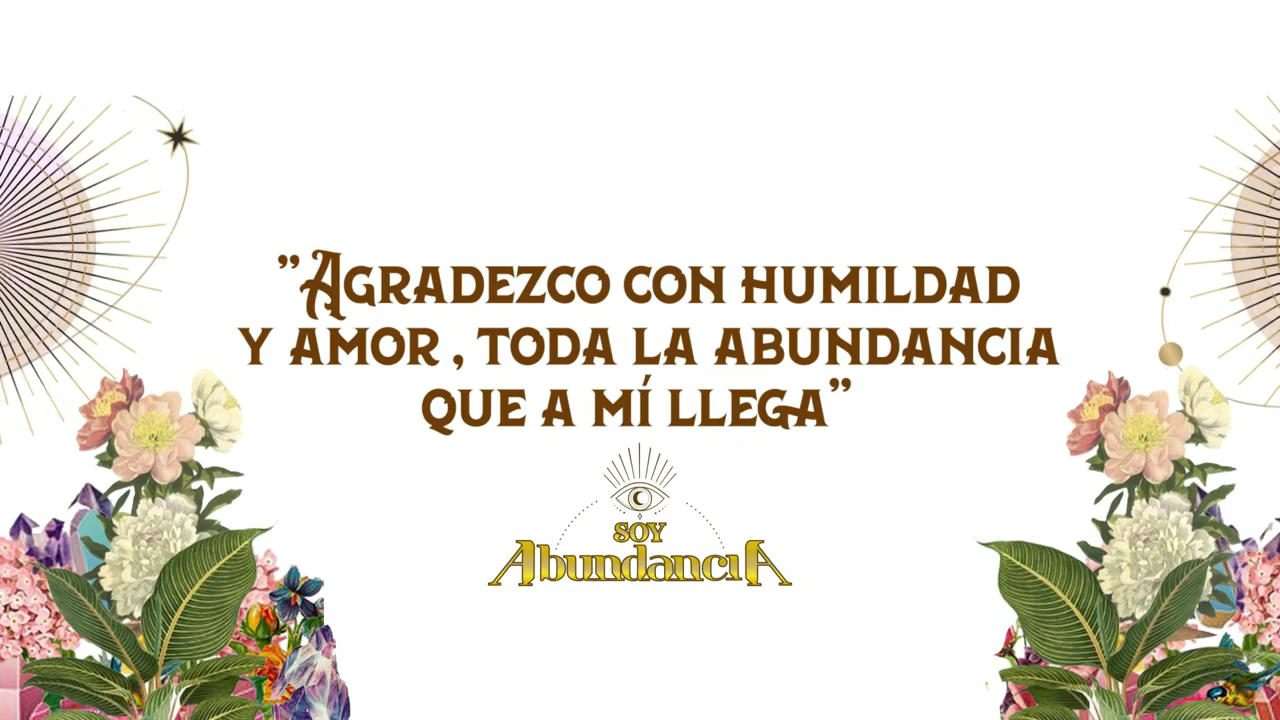 ”Agradezco con humildad
y amor, toda la abundancia
que a mí llega”
SOY
Abundancia